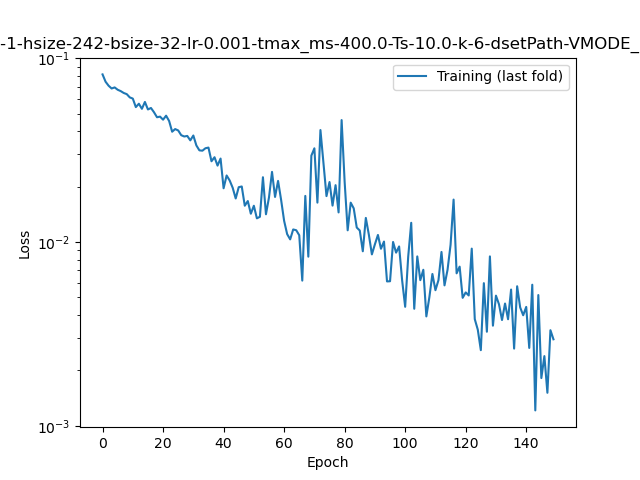 -1-hsize-242-bsize-32-lr-0.001-tmax_ms-400.0-Ts-10.0-k-6-dsetPath-VMODE_
Training (last fold)
10⁻¹
10⁻²
10⁻³
Loss
0 20 40 60 80 100 120 140
Epoch